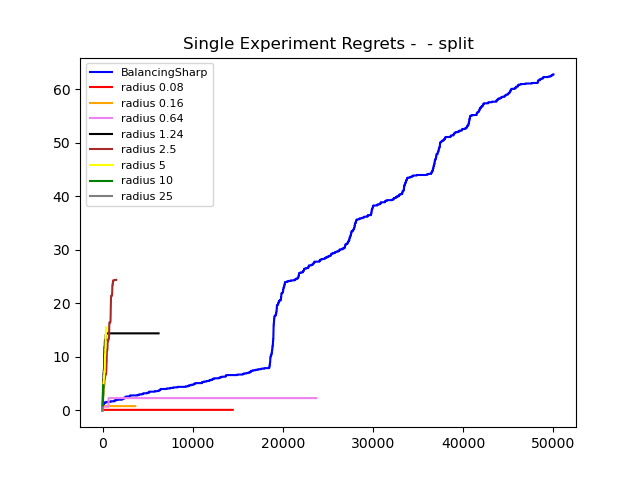 Single Experiment Regrets -  - split
BalancingSharp
radius 0.08
radius 0.16
radius 0.64
radius 1.24
radius 2.5
radius 5
radius 10
radius 25
60
50
40
30
20
10
0
0 10000 20000 30000 40000 50000